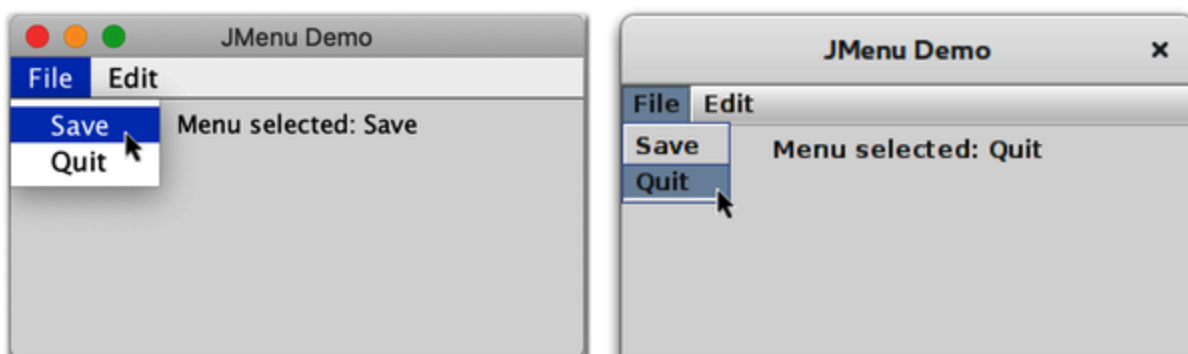 JMenu Demo
File Edit
Save
Menu selected: Save
Quit
JMenu Demo
File Edit
Save
Menu selected: Quit
Quit